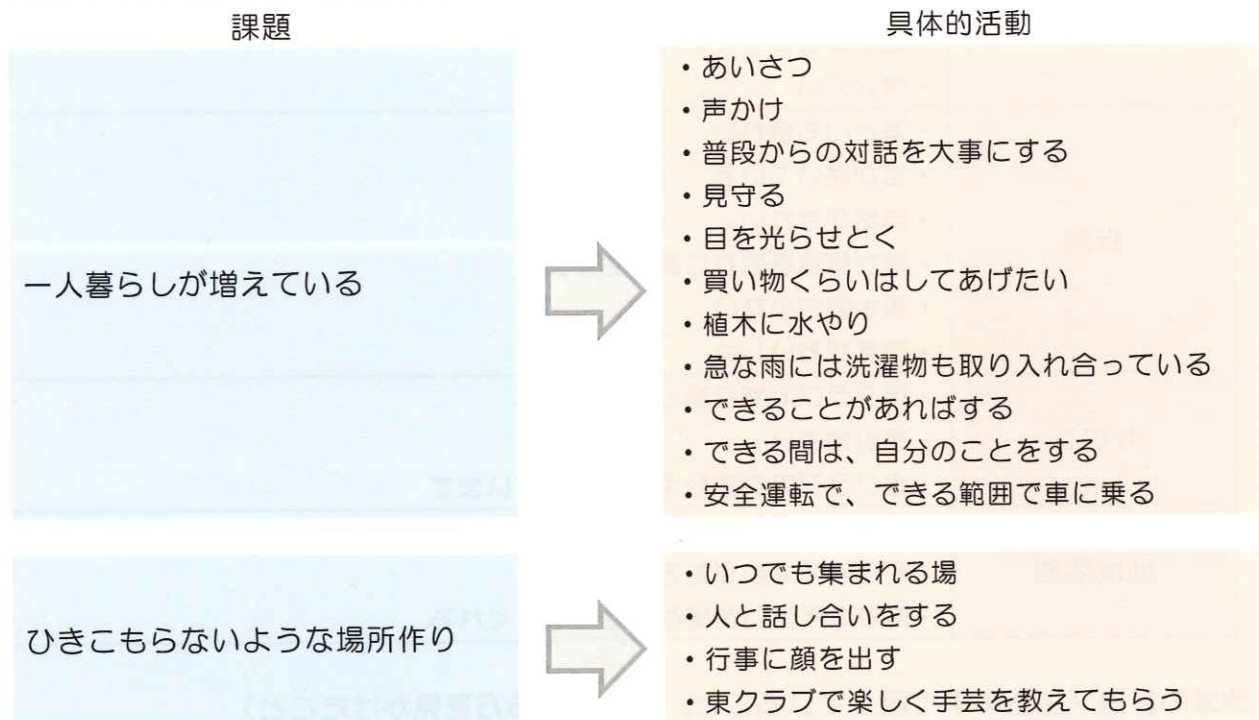 課題
具体的活動
一人暮らしが増えている
・あいさつ
・声かけ
・普段からの対話を大事にする
・見守る
・目を光らせとく
・買い物くらいはしてあげたい
・植木に水やり
・急な雨には洗濯物も取り入れ合っている
・できることがあればする
・できる間は、自分のことをする
・安全運転で、できる範囲で車に乗る
ひきこもらないような場所作り
・いつでも集まれる場
・人と話し合いをする
・行事に顔を出す
・東クラブで楽しく手芸を教えてもらう